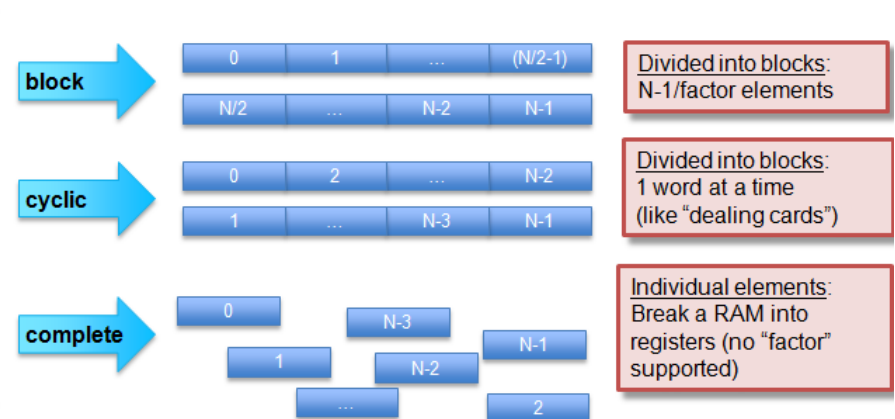 block
0 1 ... (N/2-1)
N/2 ... N-2 N-1
Divided into blocks:
N-1/factor elements
cyclic
0 2 ... N-2
1 ... N-3 N-1
Divided into blocks:
1 word at a time
(like “dealing cards”)
complete
0
N-3
N-1
1
N-2
...
2
Individual elements:
Break a RAM into
registers (no “factor”
supported)